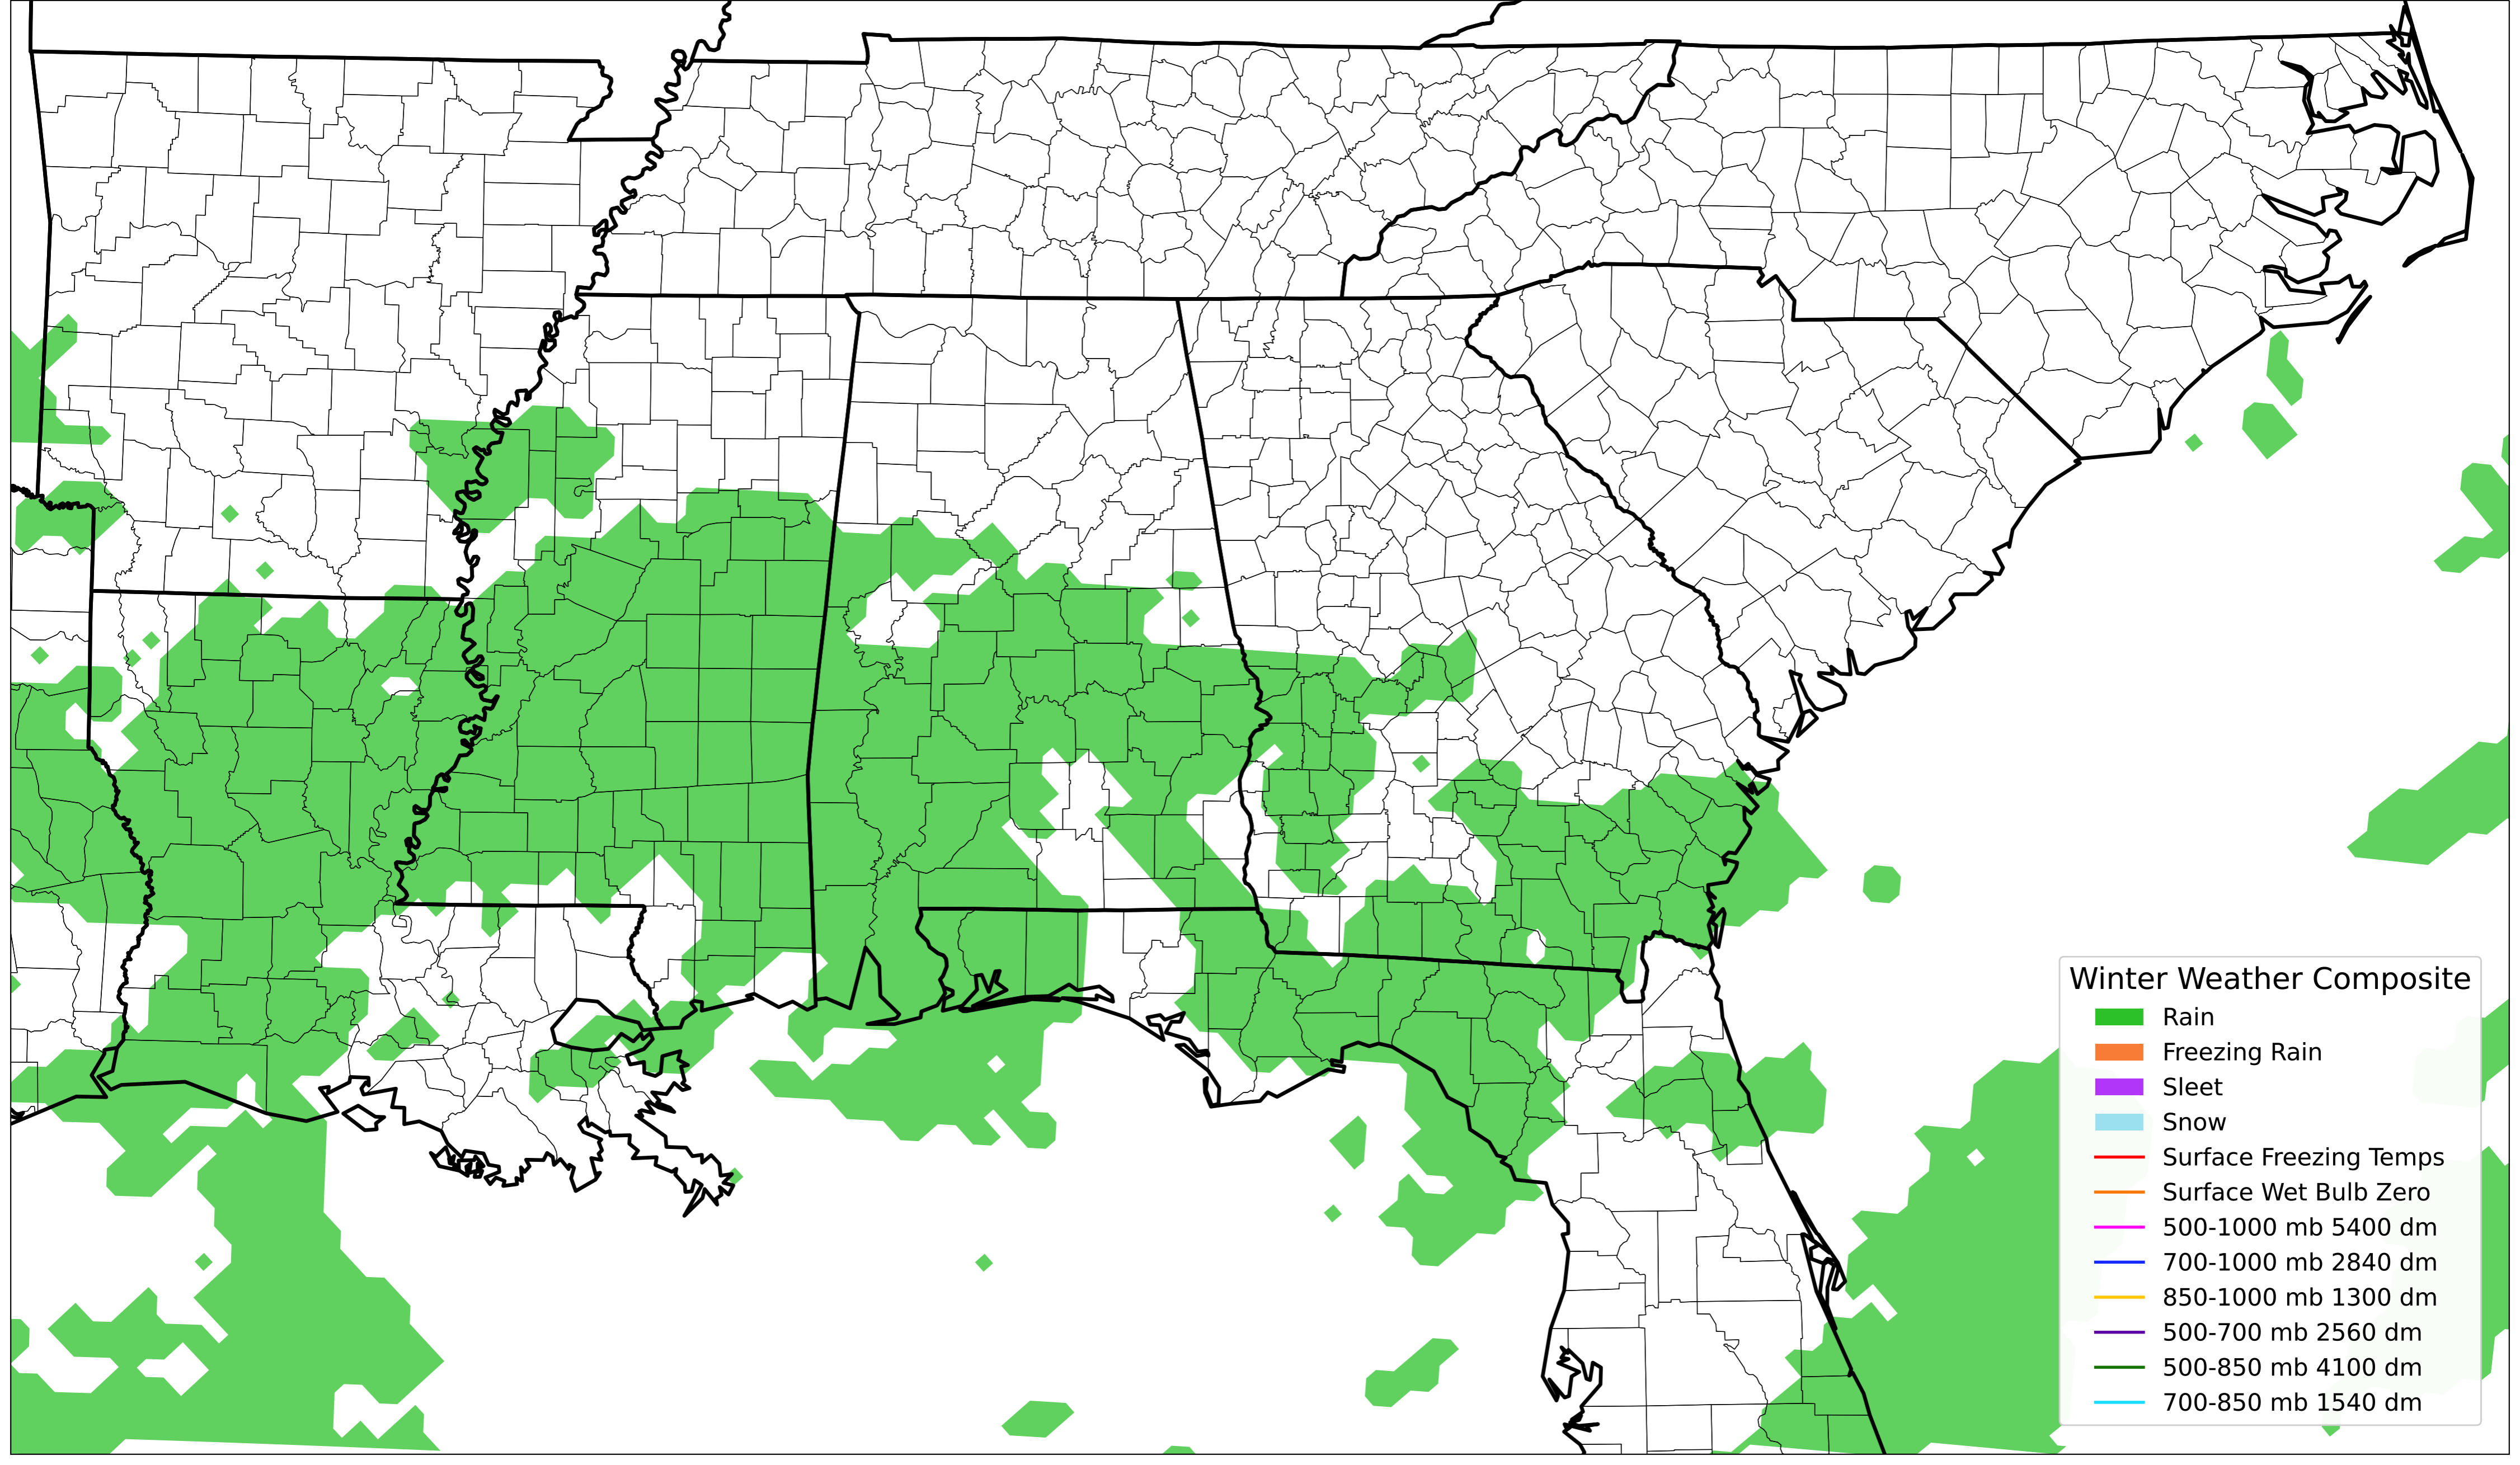 Winter Weather Composite
Rain
Freezing Rain
Sleet
Snow
Surface Freezing Temps
Surface Wet Bulb Zero
500-1000 mb 5400 dm
700-1000 mb 2840 dm
850-1000 mb 1300 dm
500-700 mb 2560 dm
500-850 mb 4100 dm
700-850 mb 1540 dm